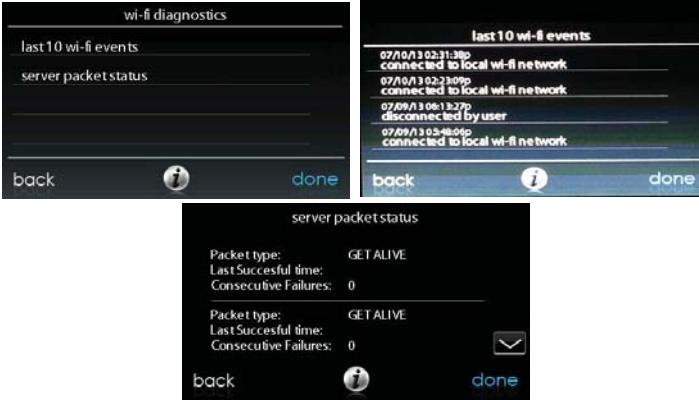 wi-fi diagnostics
last 10 wi-fi events
server packet status
back
i
done
last 10 wi-fi events
07/10/13 02:31:38p
connected to local wi-fi network
07/10/13 02:23:09p
connected to local wi-fi network
07/09/13 06:13:27p
disconnected by user
07/09/13 05:48:06p
connected to local wi-fi network
back
i
done
server packet status
Packet type: GET ALIVE
Last Succesful time:
Consecutive Failures: 0
Packet type: GET ALIVE
Last Succesful time:
Consecutive Failures: 0
back
i
done